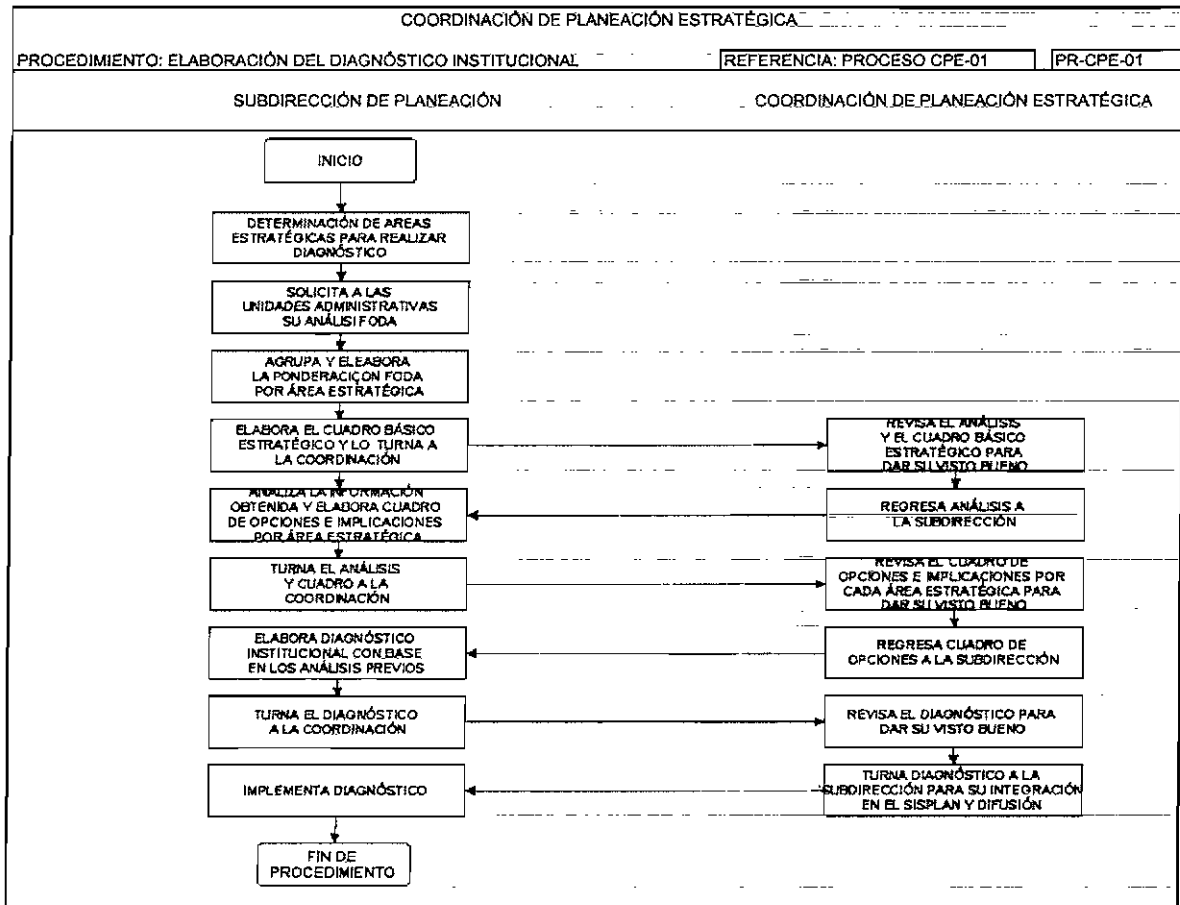 COORDINACIÓN DE PLANEACIÓN ESTRATÉGICA
PROCEDIMIENTO: ELABORACIÓN DEL DIAGNÓSTICO INSTITUCIONAL
REFERENCIA: PROCESO CPE-01
PR-CPE-01
SUBDIRECCIÓN DE PLANEACIÓN
COORDINACIÓN DE PLANEACIÓN ESTRATÉGICA
INICIO
DETERMINACIÓN DE AREAS
ESTRATÉGICAS PARA REALIZAR
DIAGNÓSTICO
SOLICITA A LAS
UNIDADES ADMINISTRATIVAS
SU ANÁLISI FODA
AGRUPA Y ELEABORA
LA PONDERACIÇON FODA
POR ÁREA ESTRATÉGICA
ELABORA EL CUADRO BÁSICO
ESTRATÉGICO Y LO TURNA A
LA COORDINACIÓN
REVISA EL ANÁLISIS
Y EL CUADRO BÁSICO
ESTRATÉGICO PARA
DAR SU VISTO BUENO
ANALIZA LA INFORMACIÓN
OBTENIDA Y ELABORA CUADRO
DE OPCIONES E IMPLICACIONES
POR ÁREA ESTRATÉGICA
REGRESA ANÁLISIS A
LA SUBDIRECCIÓN
TURNA EL ANÁLISIS
Y CUADRO A LA
COORDINACIÓN
REVISA EL CUADRO DE
OPCIONES E IMPLICACIONES POR
CADA ÁREA ESTRATÉGICA PARA
DAR SU VISTO BUENO
ELABORA DIAGNÓSTICO
INSTITUCIONAL CON BASE
EN LOS ANÁLISIS PREVIOS
REGRESA CUADRO DE
OPCIONES A LA SUBDIRECCIÓN
TURNA EL DIAGNÓSTICO
A LA COORDINACIÓN
REVISA EL DIAGNÓSTICO PARA
DAR SU VISTO BUENO
IMPLEMENTA DIAGNÓSTICO
TURNA DIAGNÓSTICO A LA
SUBDIRECCIÓN PARA SU INTEGRACIÓN
EN EL SISPLAN Y DIFUSIÓN
FIN DE
PROCEDIMIENTO